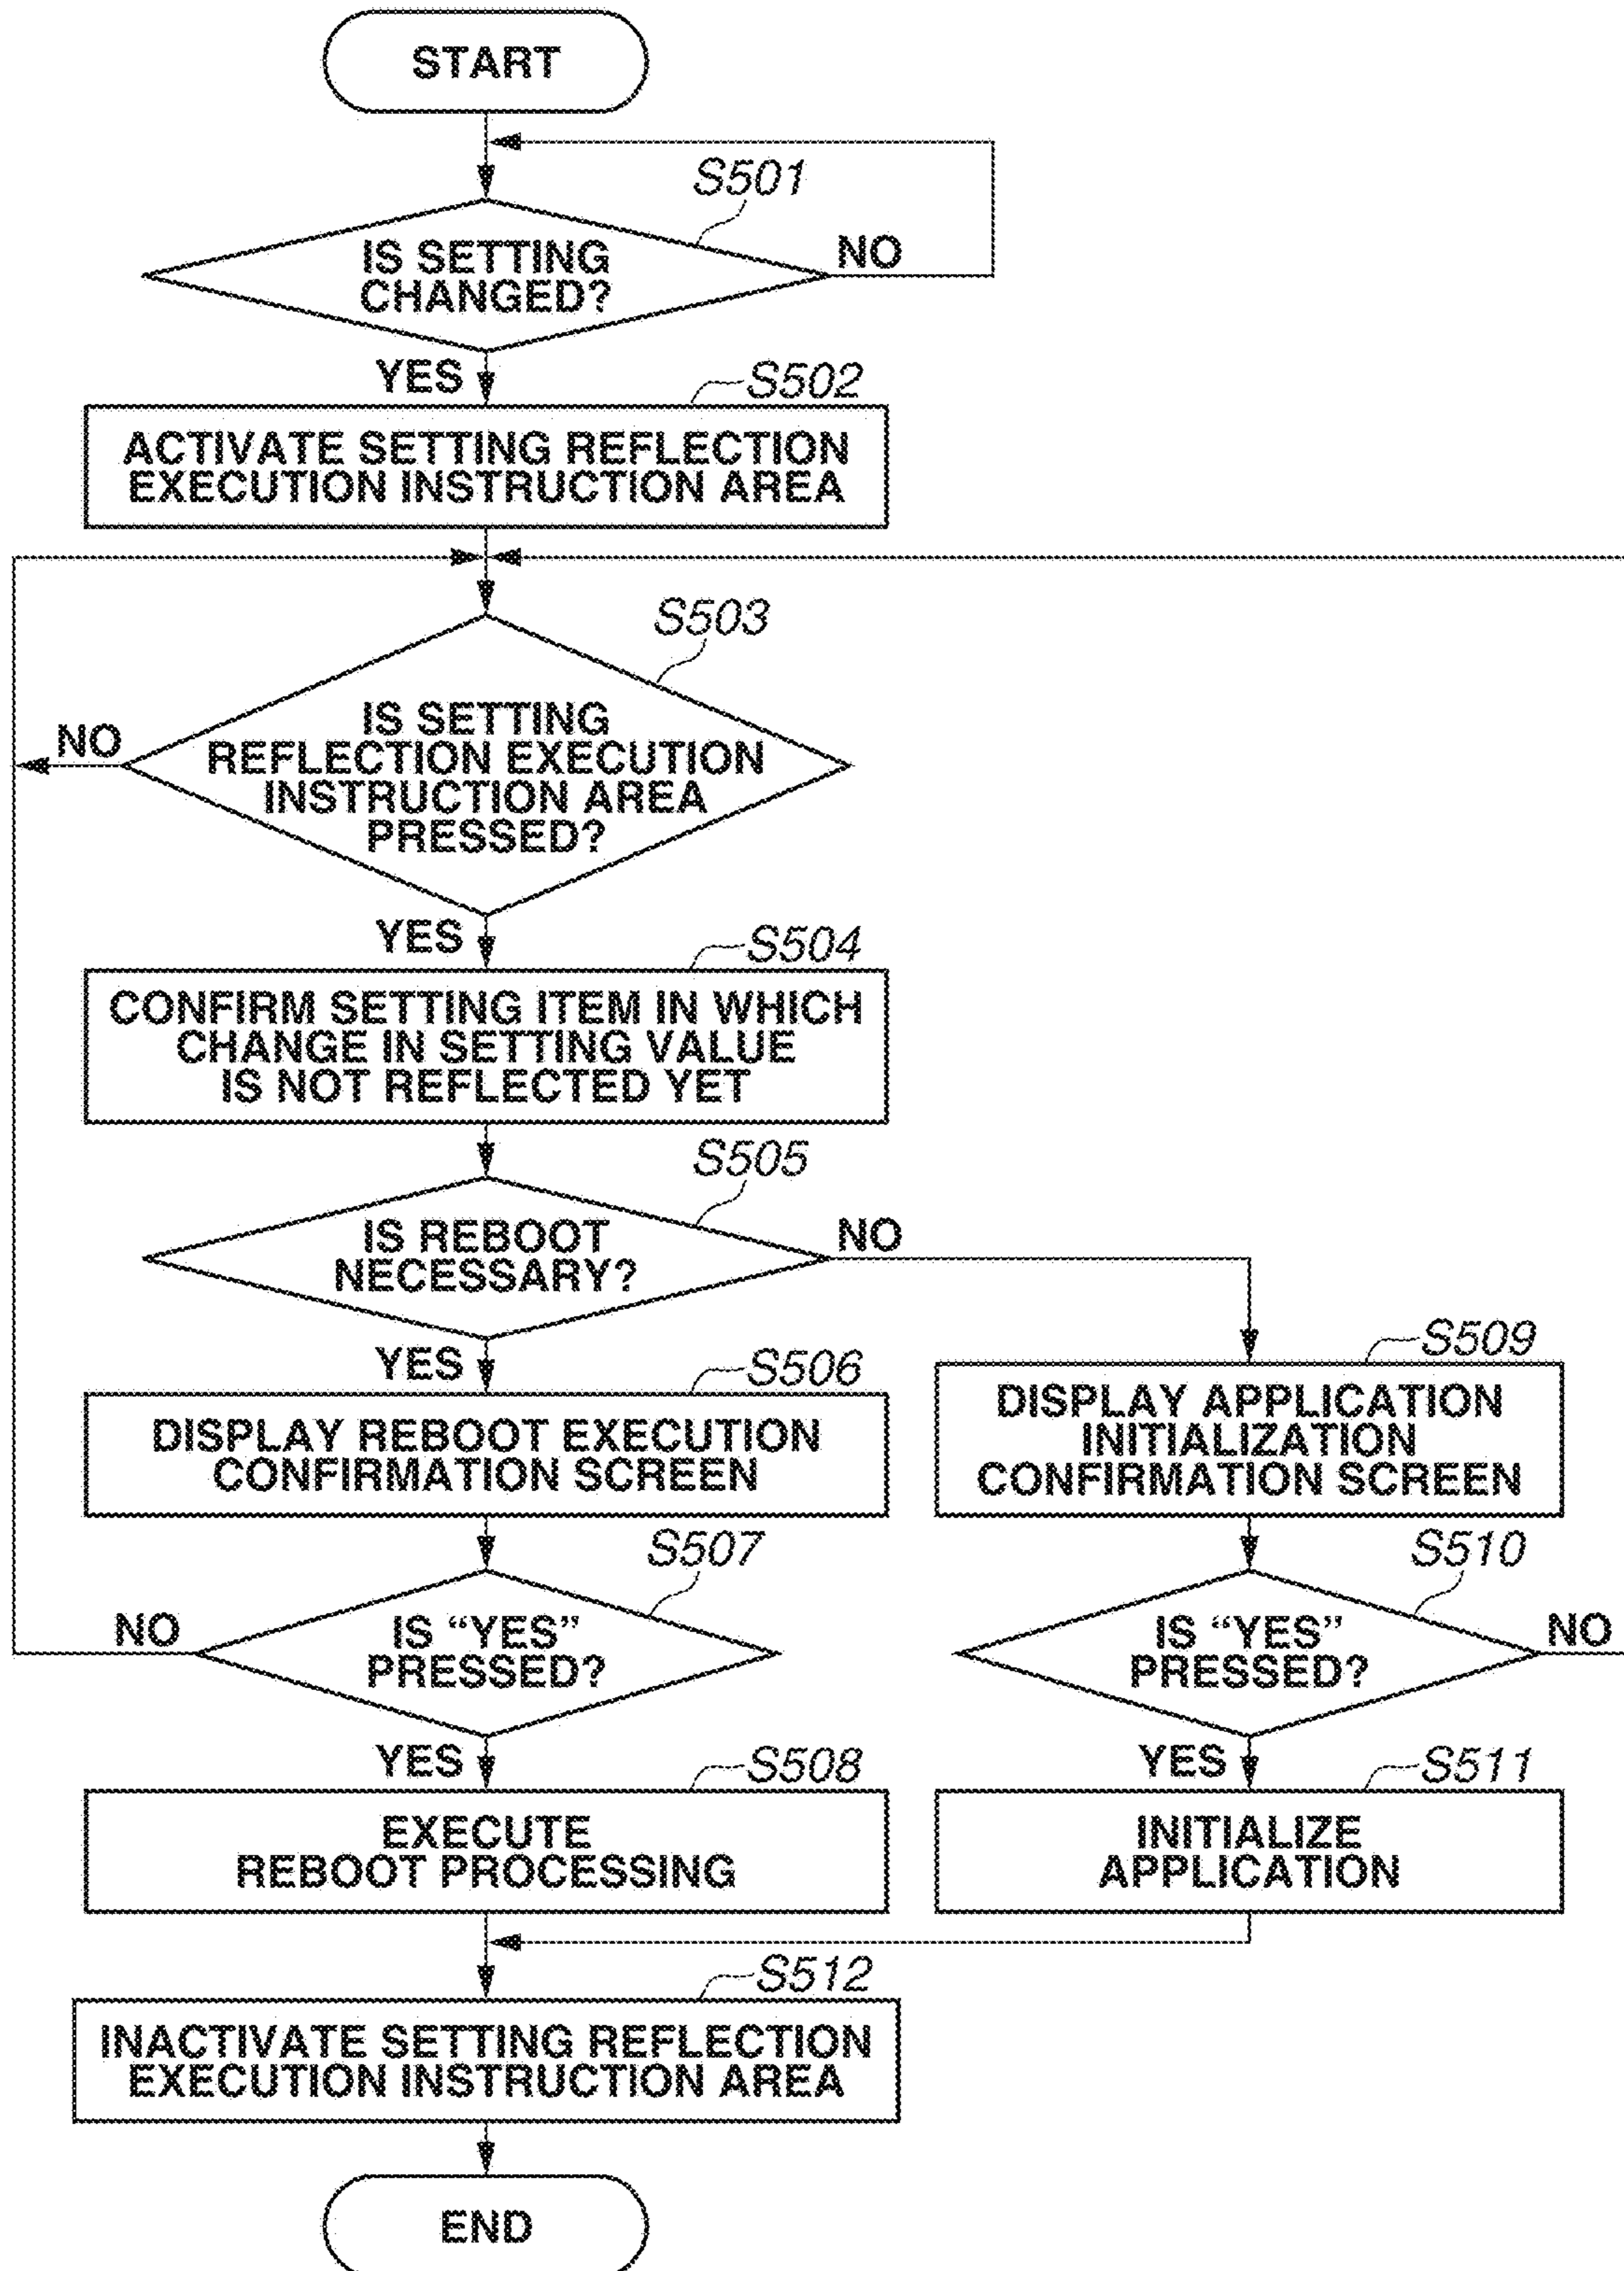 START
S501
IS SETTING
CHANGED?
NO
YES
S502
ACTIVATE SETTING REFLECTION
EXECUTION INSTRUCTION AREA
S503
IS SETTING
REFLECTION EXECUTION
INSTRUCTION AREA
PRESSED?
NO
YES
S504
CONFIRM SETTING ITEM IN WHICH
CHANGE IN SETTING VALUE
IS NOT REFLECTED YET
S505
IS REBOOT
NECESSARY?
NO
YES
S506
DISPLAY REBOOT EXECUTION
CONFIRMATION SCREEN
S509
DISPLAY APPLICATION
INITIALIZATION
CONFIRMATION SCREEN
S507
IS “YES”
PRESSED?
NO
YES
S510
IS “YES”
PRESSED?
NO
YES
S508
EXECUTE
REBOOT PROCESSING
S511
INITIALIZE
APPLICATION
S512
INACTIVATE SETTING REFLECTION
EXECUTION INSTRUCTION AREA
END